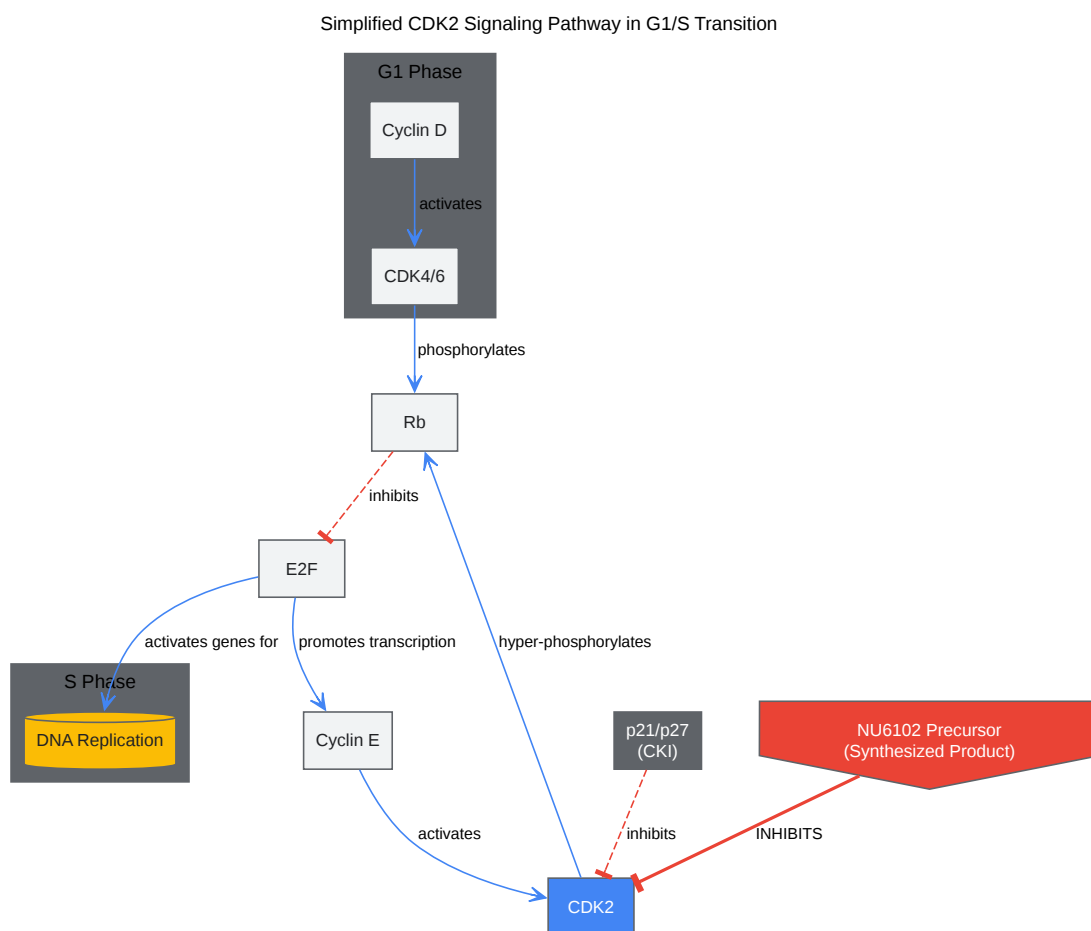 Simplified CDK2 Signaling Pathway in G1/S Transition
G1 Phase
Cyclin D
activates
CDK4/6
phosphorylates
Rb
inhibits
E2F
activates genes for
promotes transcription
hyper-phosphorylates
S Phase
DNA Replication
Cyclin E
p21/p27
(CKI)
NU6102 Precursor
(Synthesized Product)
activates
inhibits
INHIBITS
CDK2